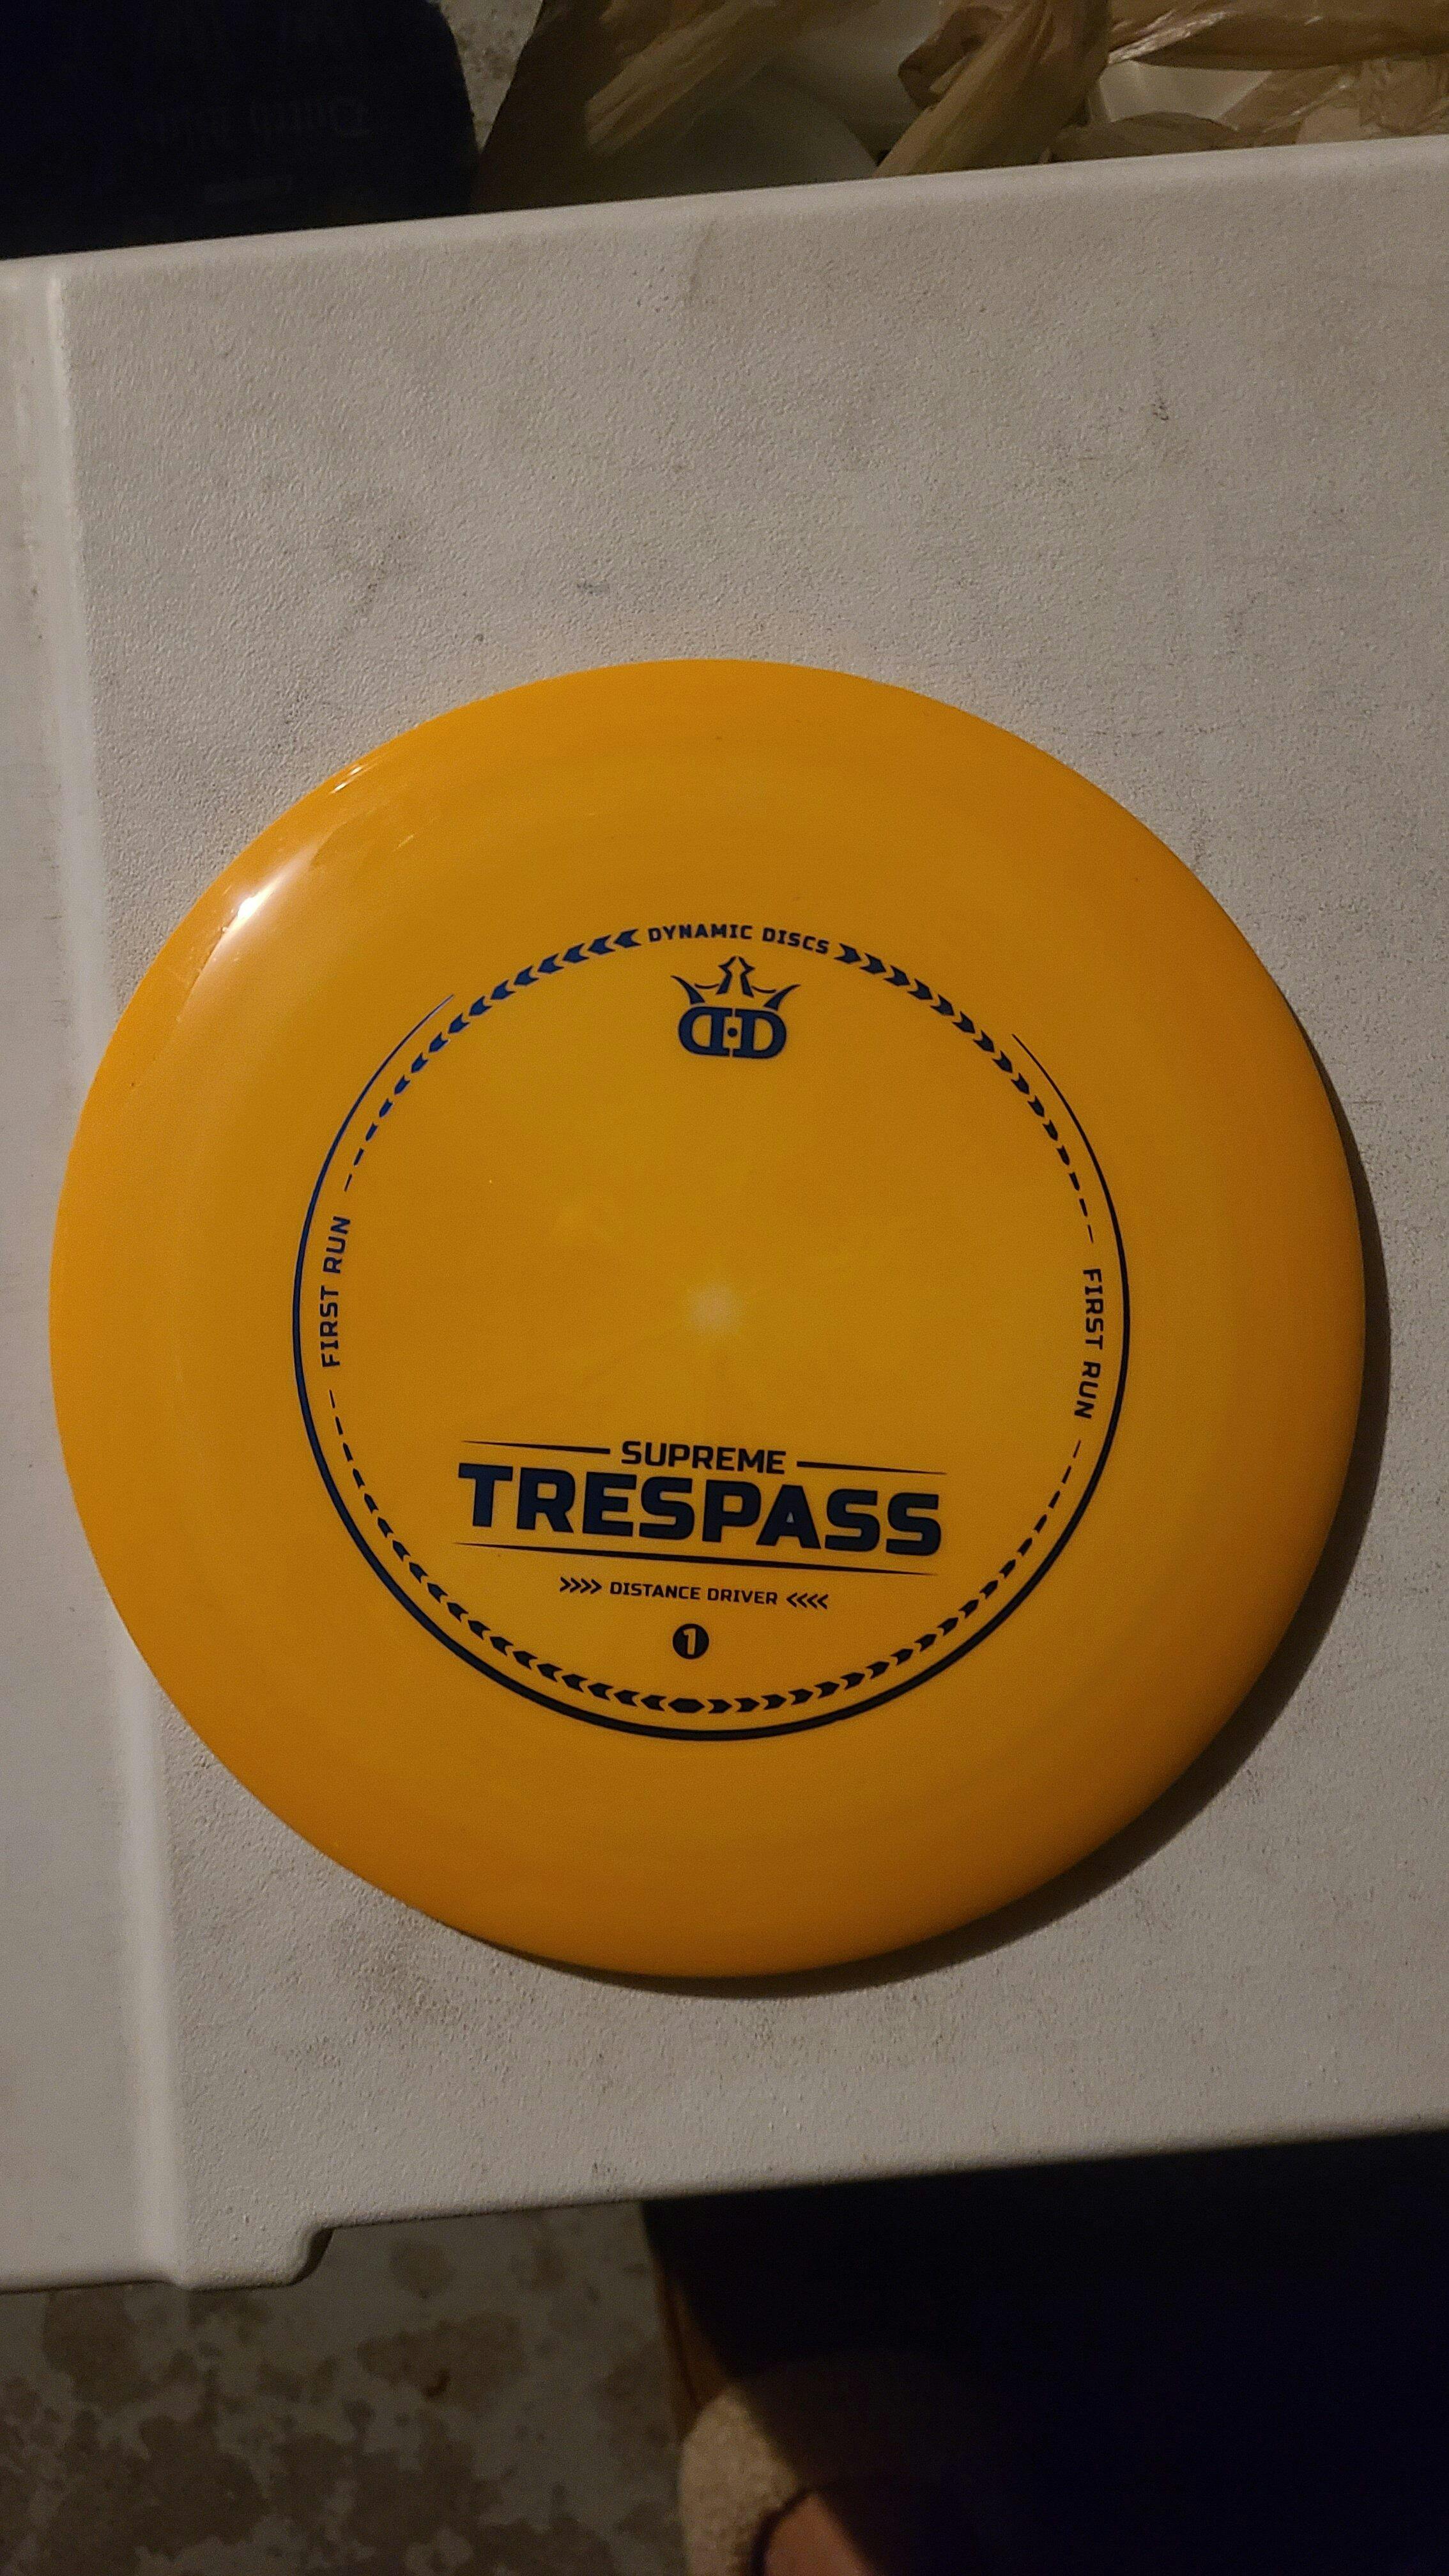 DYNAMIC DISCS
D·D
FIRST RUN
FIRST RUN
SUPREME
TRESPASS
>>>> DISTANCE DRIVER <<<<
1